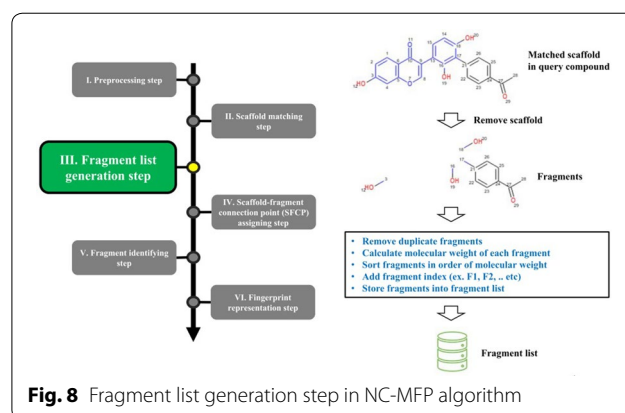 I. Preprocessing step
II. Scaffold matching
step
III. Fragment list
generation step
IV. Scaffold-fragment
connection point (SFCP)
assigning step
V. Fragment identifying
step
VI. Fingerprint
representation step
Matched scaffold
in query compound
Remove scaffold
Fragments
• Remove duplicate fragments
• Calculate molecular weight of each fragment
• Sort fragments in order of molecular weight
• Add fragment index (ex. F1, F2, .. etc)
• Store fragments into fragment list
Fragment list
Fig. 8 Fragment list generation step in NC-MFP algorithm